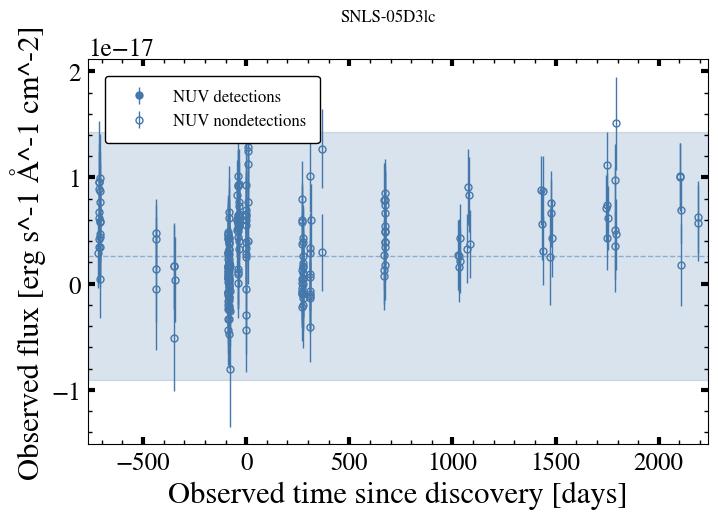 SNLS-05D3lc
1e−17
NUV detections
NUV nondetections
2
1
0
−1
Observed flux [erg s^-1 Å^-1 cm^-2]
−500
0
500
1000
1500
2000
Observed time since discovery [days]